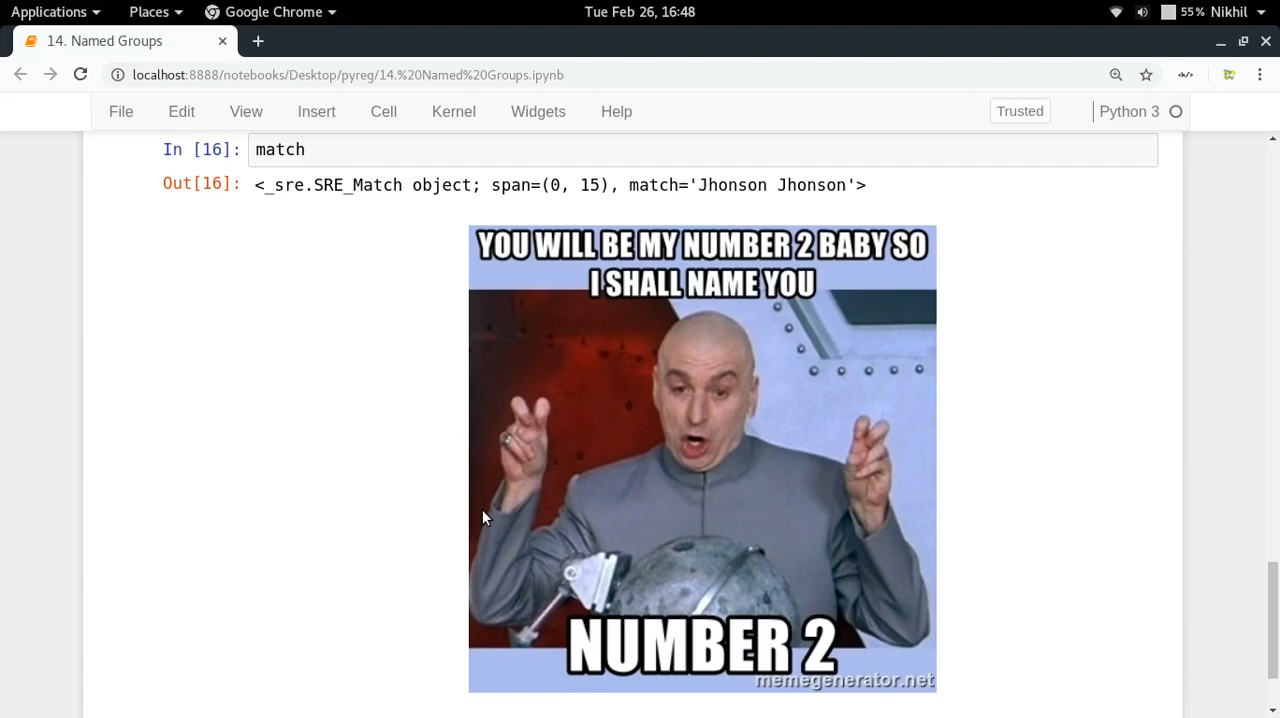 Applications Places Google Chrome Tue Feb 26, 16:48 55% Nikhil
14. Named Groups
localhost:8888/notebooks/Desktop/pyreg/14.%20Named%20Groups.ipynb
File Edit View Insert Cell Kernel Widgets Help Trusted Python 3
In [16]: match
Out[16]: <_sre.SRE_Match object; span=(0, 15), match='Jhonson Jhonson'>
YOU WILL BE MY NUMBER 2 BABY SO
I SHALL NAME YOU
NUMBER 2
memegenerator.net